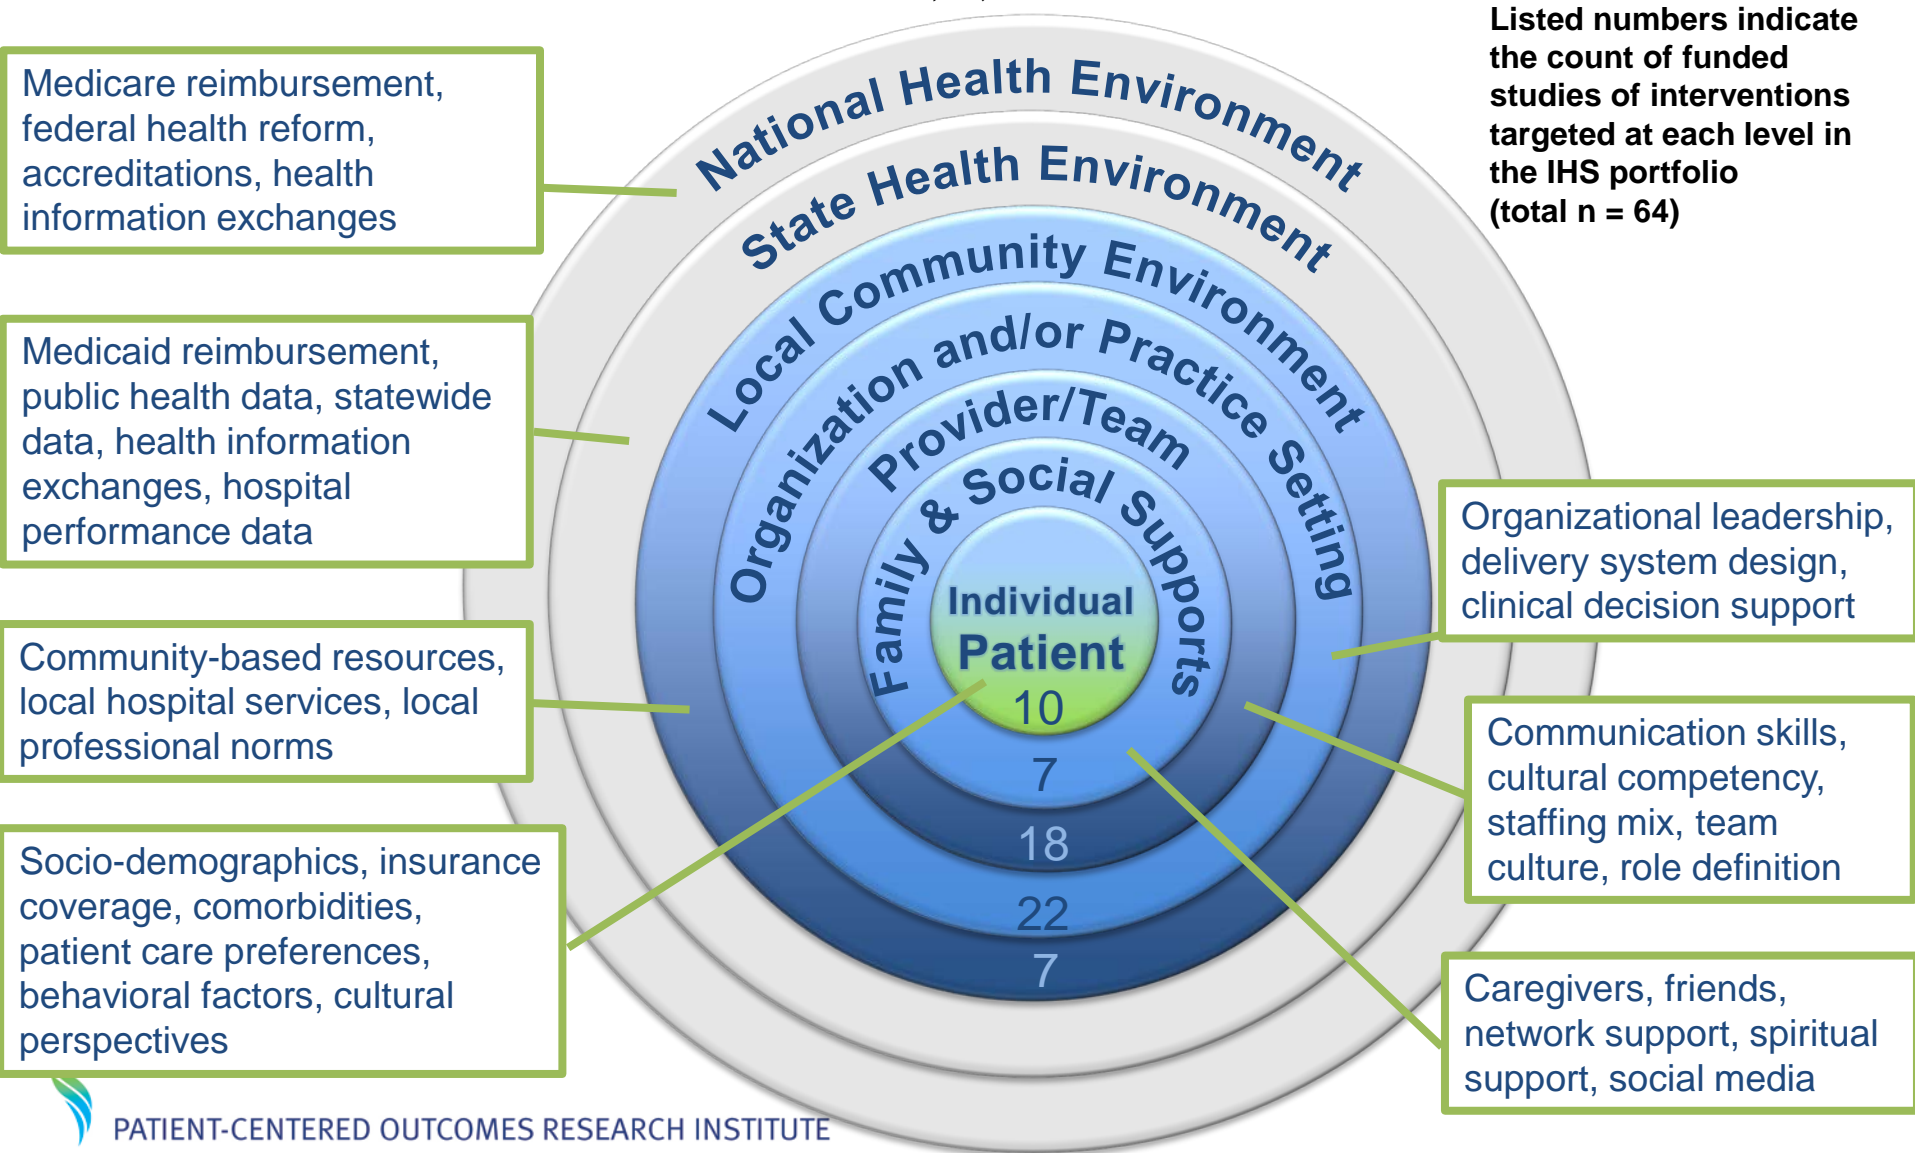 Listed numbers indicate
the count of funded
studies of interventions
targeted at each level in
the IHS portfolio
(total n = 64)
Medicare reimbursement,
federal health reform,
accreditations, health
information exchanges
Medicaid reimbursement,
public health data, statewide
data, health information
exchanges, hospital
performance data
Community-based resources,
local hospital services, local
professional norms
Socio-demographics, insurance
coverage, comorbidities,
patient care preferences,
behavioral factors, cultural
perspectives
National Health Environment
State Health Environment
Local Community Environment
Organization and/or Practice Setting
Provider/Team
Family & Social Supports
Individual
Patient
10
7
18
22
7
Organizational leadership,
delivery system design,
clinical decision support
Communication skills,
cultural competency,
staffing mix, team
culture, role definition
Caregivers, friends,
network support, spiritual
support, social media
PATIENT-CENTERED OUTCOMES RESEARCH INSTITUTE